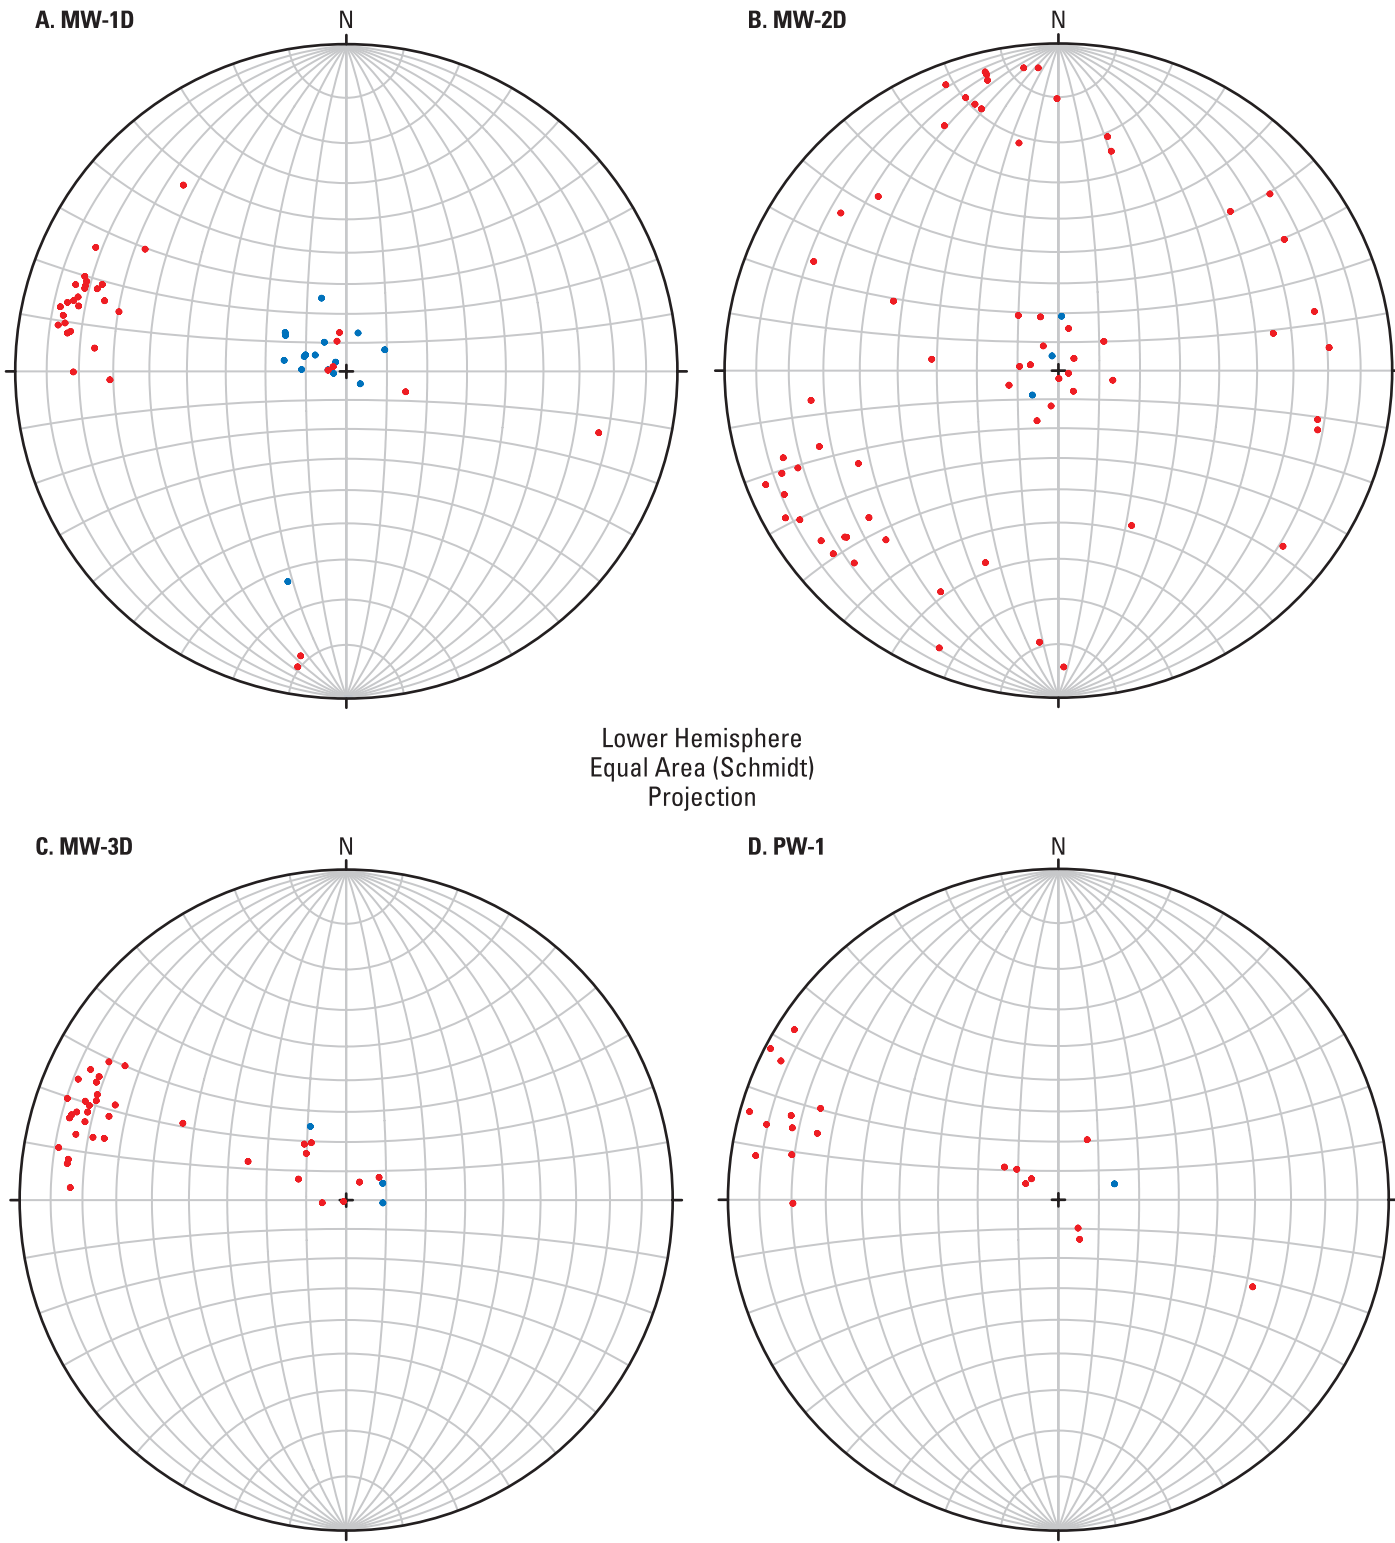 A. MW-1D
N
B. MW-2D
N
Lower Hemisphere
Equal Area (Schmidt)
Projection
C. MW-3D
N
D. PW-1
N